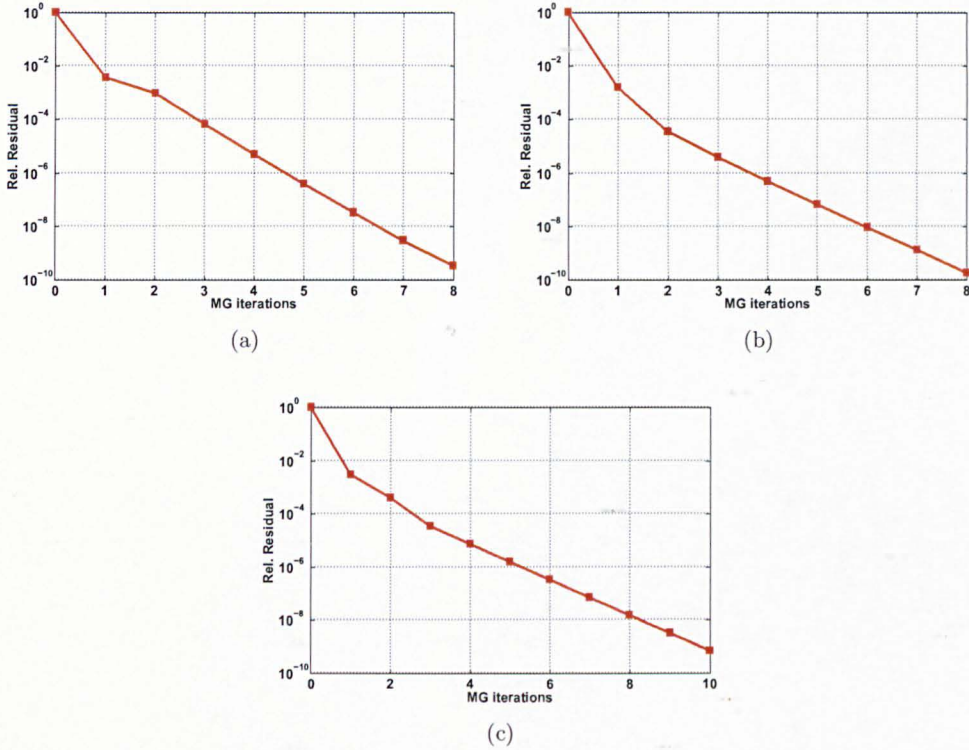 10^0
10^-2
10^-4
10^-6
10^-8
10^-10
Rel. Residual
0 1 2 3 4 5 6 7 8
MG iterations
(a)
10^0
10^-2
10^-4
10^-6
10^-8
10^-10
Rel. Residual
0 1 2 3 4 5 6 7 8
MG iterations
(b)
10^0
10^-2
10^-4
10^-6
10^-8
10^-10
Rel. Residual
0 2 4 6 8 10
MG iterations
(c)